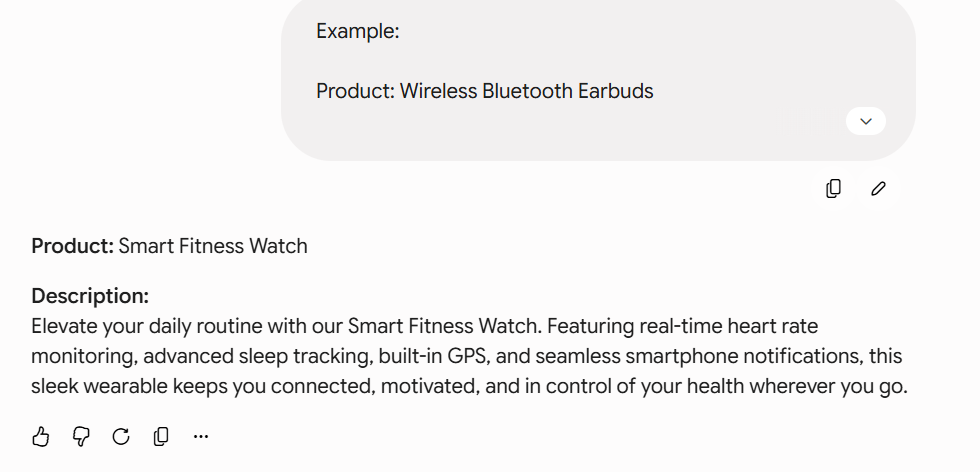 Example:
Product: Wireless Bluetooth Earbuds
Product: Smart Fitness Watch
Description:
Elevate your daily routine with our Smart Fitness Watch. Featuring real-time heart rate
monitoring, advanced sleep tracking, built-in GPS, and seamless smartphone notifications, this
sleek wearable keeps you connected, motivated, and in control of your health wherever you go.